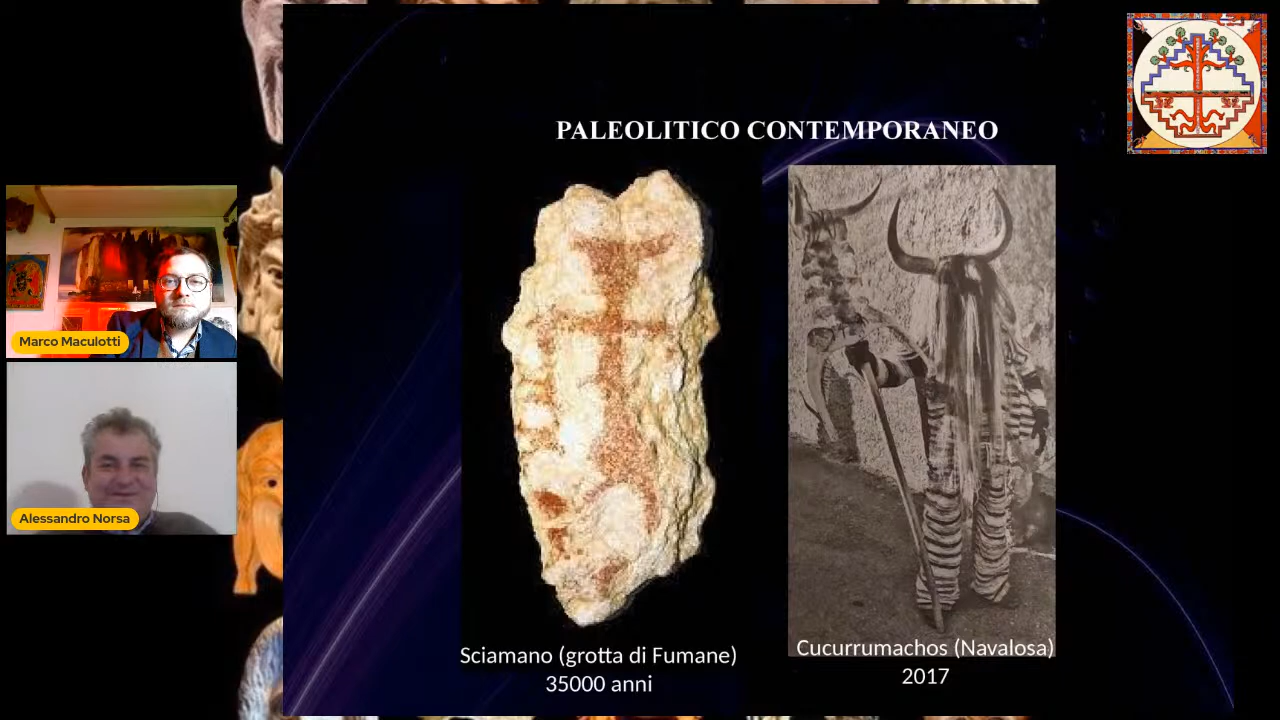 PALEOLITICO CONTEMPORANEO
Marco Maculotti
Alessandro Norsa
Sciamano (grotta di Fumane)
35000 anni
Cucurrumachos (Navalosa)
2017